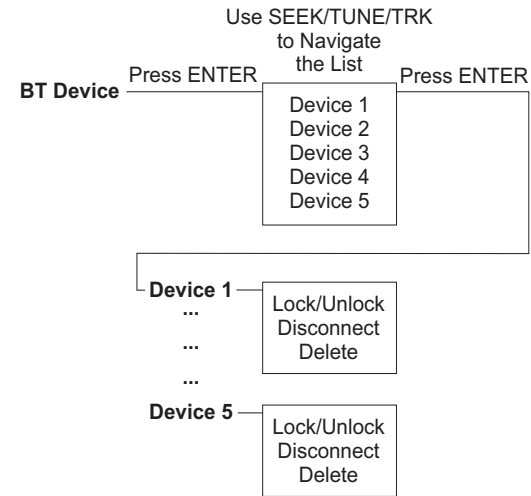 Use SEEK/TUNE/TRK
to Navigate
the List
Press ENTER
Press ENTER
BT Device
Device 1
Device 2
Device 3
Device 4
Device 5
Device 1
...
...
...
Lock/Unlock
Disconnect
Delete
Device 5
Lock/Unlock
Disconnect
Delete